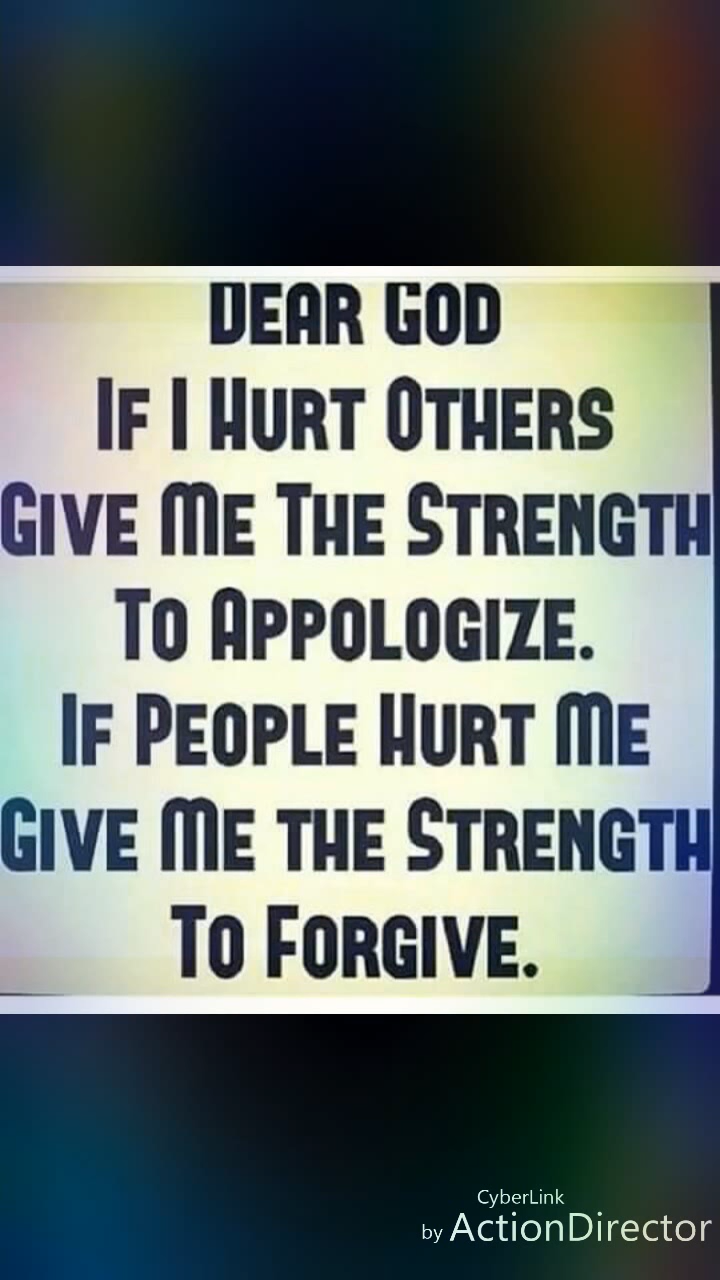 Dear God
If I Hurt Others
Give Me The Strength
To Appologize.
If People Hurt Me
Give Me the Strength
To Forgive.
CyberLink
by ActionDirector